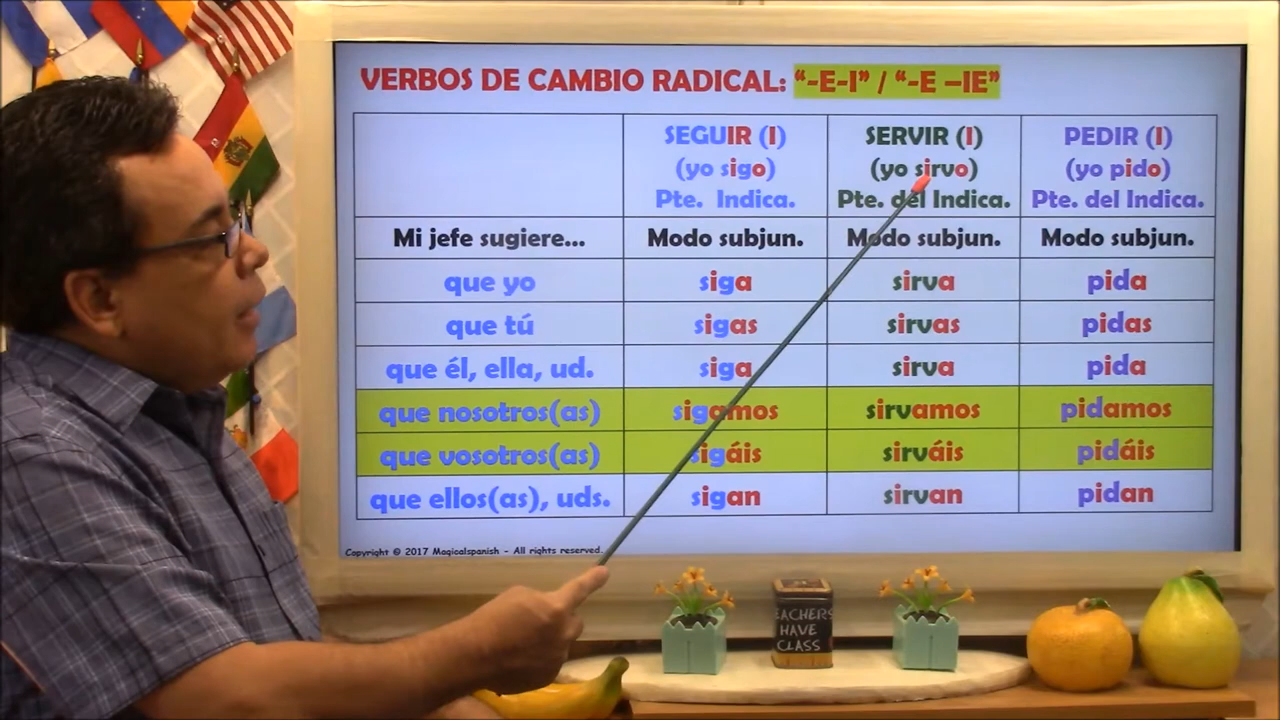 VERBOS DE CAMBIO RADICAL: “-E-I” / “-E –IE”
SEGUIR (I) SERVIR (I) PEDIR (I)
(yo sigo) (yo sirvo) (yo pido)
Pte. Indica. Pte. del Indica. Pte. del Indica.
Mi jefe sugiere... Modo subjun. Modo subjun. Modo subjun.
que yo siga sirva pida
que tú sigas sirvas pidas
que él, ella, ud. siga sirva pida
que nosotros(as) sigamos sirvamos pidamos
que vosotros(as) sigáis sirváis pidáis
que ellos(as), uds. sigan sirvan pidan
Copyright © 2017 Magicalspanish - All rights reserved.
TEACHERS
HAVE
CLASS